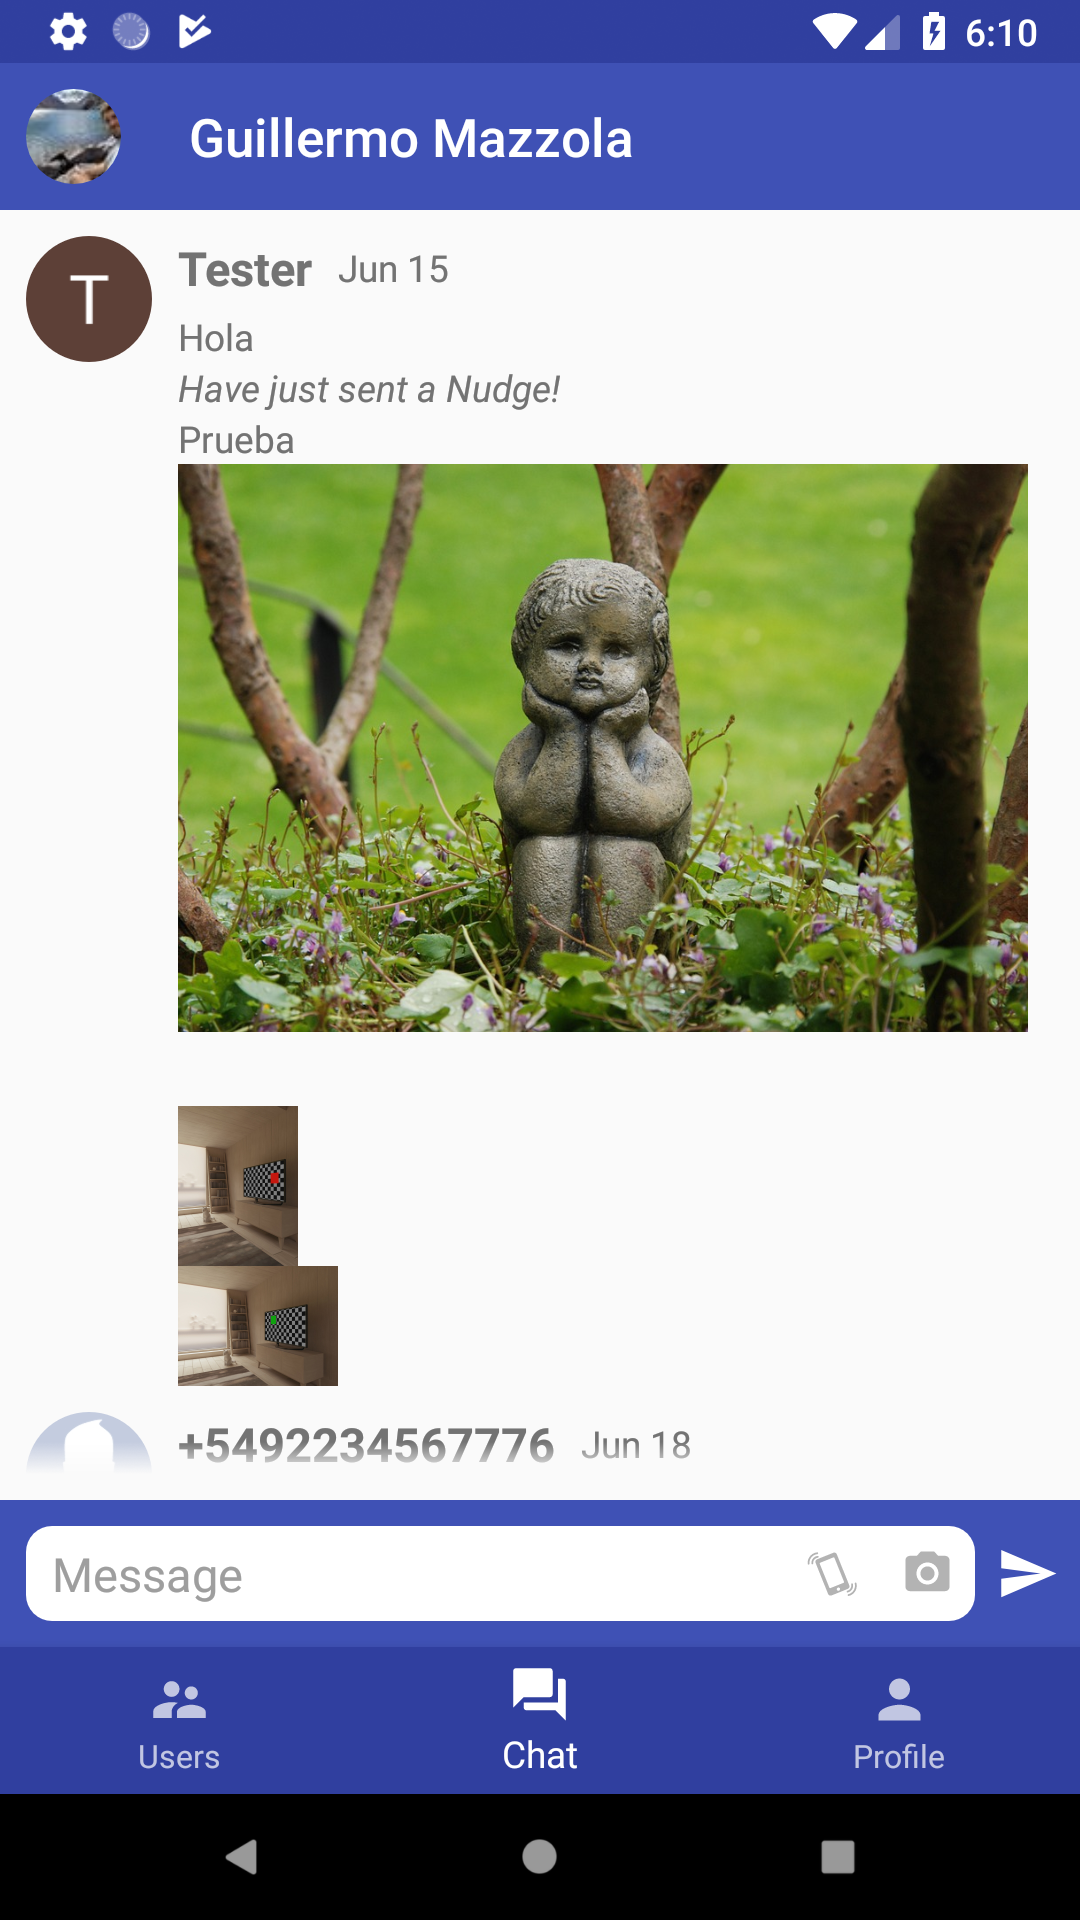 6:10
Guillermo Mazzola
T
Tester Jun 15
Hola
Have just sent a Nudge!
Prueba
+5492234567776 Jun 18
Message
Users
Chat
Profile